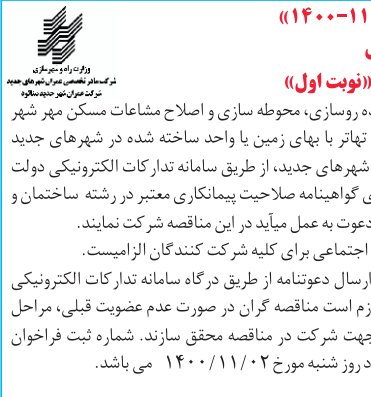 ۱۱-۱۴۰۰»
«نوبت اول»
وزارت راه و شهرسازی
شرکت مادر تخصصی عمران شهرهای جدید
شرکت عمران شهر جدید
ده روسازی، محوطه سازی و اصلاح مشاعات مسکن مهر شهر
تهاتر با بهای زمین یا واحد ساخته شده در شهرهای جدید
شهرهای جدید، از طریق سامانه تدارکات الکترونیکی دولت
ی گواهینامه صلاحیت پیمانکاری معتبر در رشته ساختمان و
دعوت به عمل میآید در این مناقصه شرکت نمایند.
اجتماعی برای کلیه شرکت کنندگان الزامیست.
ارسال دعوتنامه از طریق درگاه سامانه تدارکات الکترونیکی
زم است مناقصه گران در صورت عدم عضویت قبلی، مراحل
جهت شرکت در مناقصه محقق سازند. شماره ثبت فراخوان
د روز شنبه مورخ ۱۴۰۰/۱۱/۰۲ می باشد.